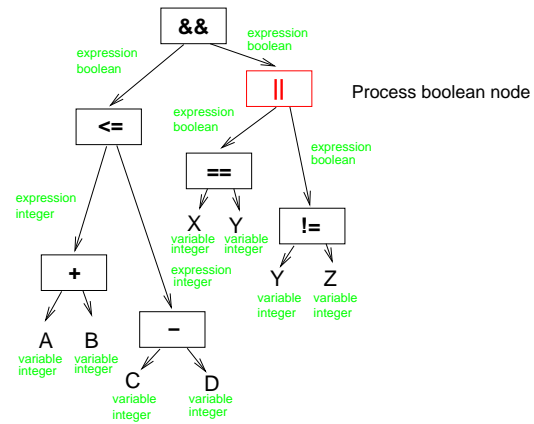 &&
expression
boolean
expression
boolean
||
Process boolean node
<=
expression
boolean
expression
boolean
==
expression
integer
X
Y
variable
integer
variable
integer
!=
+
expression
integer
Y
Z
variable
integer
variable
integer
A
B
variable
integer
variable
integer
−
C
D
variable
integer
variable
integer